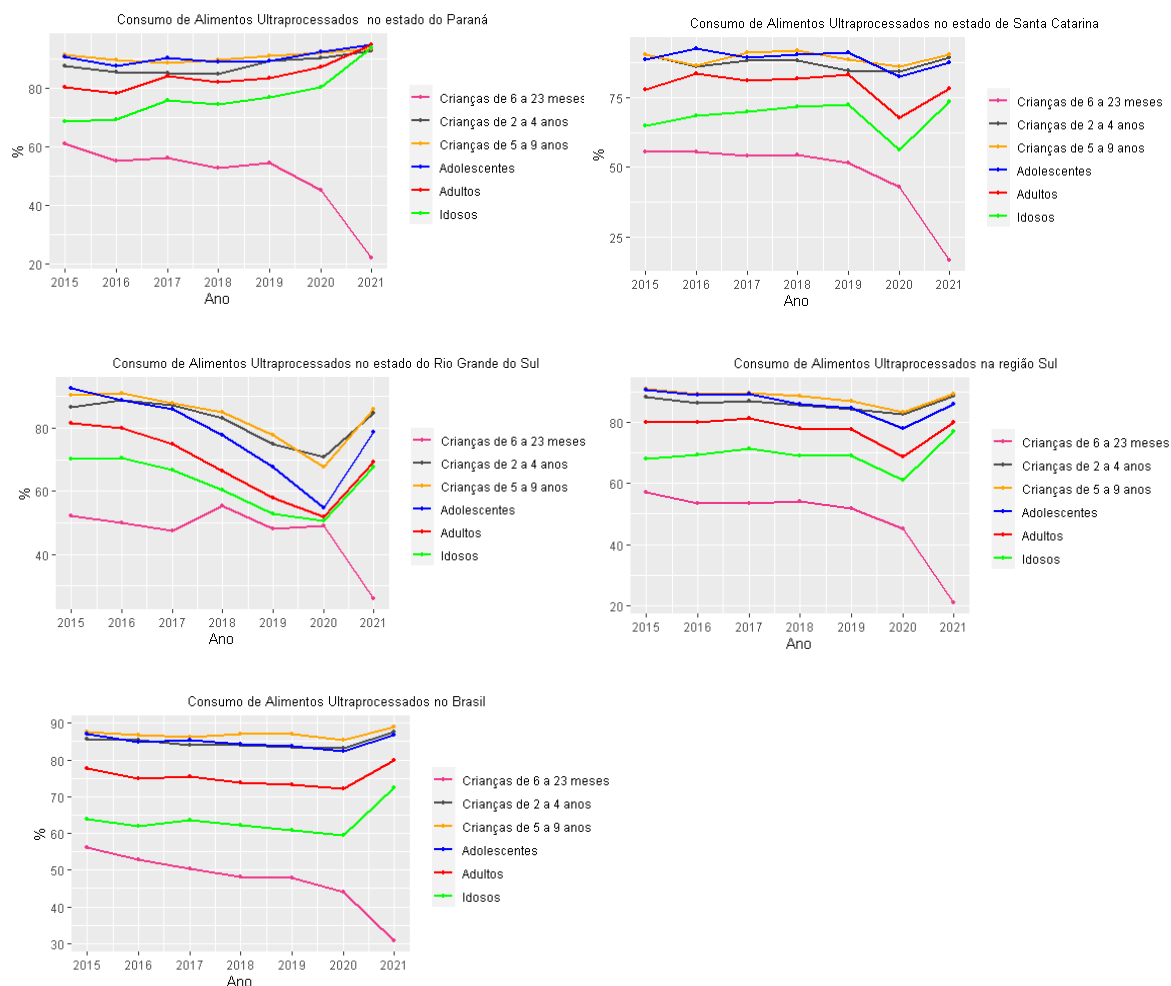 Consumo de Alimentos Ultraprocessados no estado do Paraná
%
80
60
40
20
2015 2016 2017 2018 2019 2020 2021
Ano
Crianças de 6 a 23 meses
Crianças de 2 a 4 anos
Crianças de 5 a 9 anos
Adolescentes
Adultos
Idosos
Consumo de Alimentos Ultraprocessados no estado de Santa Catarina
%
75
25
2015 2016 2017 2018 2019 2020 2021
Ano
Crianças de 6 a 23 meses
Crianças de 2 a 4 anos
Crianças de 5 a 9 anos
Adolescentes
Adultos
Idosos
Consumo de Alimentos Ultraprocessados no estado do Rio Grande do Sul
%
80
60
40
2015 2016 2017 2018 2019 2020 2021
Ano
Crianças de 6 a 23 meses
Crianças de 2 a 4 anos
Crianças de 5 a 9 anos
Adolescentes
Adultos
Idosos
Consumo de Alimentos Ultraprocessados na região Sul
%
80
60
40
20
2015 2016 2017 2018 2019 2020 2021
Ano
Crianças de 6 a 23 meses
Crianças de 2 a 4 anos
Crianças de 5 a 9 anos
Adolescentes
Adultos
Idosos
Consumo de Alimentos Ultraprocessados no Brasil
%
90
80
70
60
50
40
30
2015 2016 2017 2018 2019 2020 2021
Ano
Crianças de 6 a 23 meses
Crianças de 2 a 4 anos
Crianças de 5 a 9 anos
Adolescentes
Adultos
Idosos